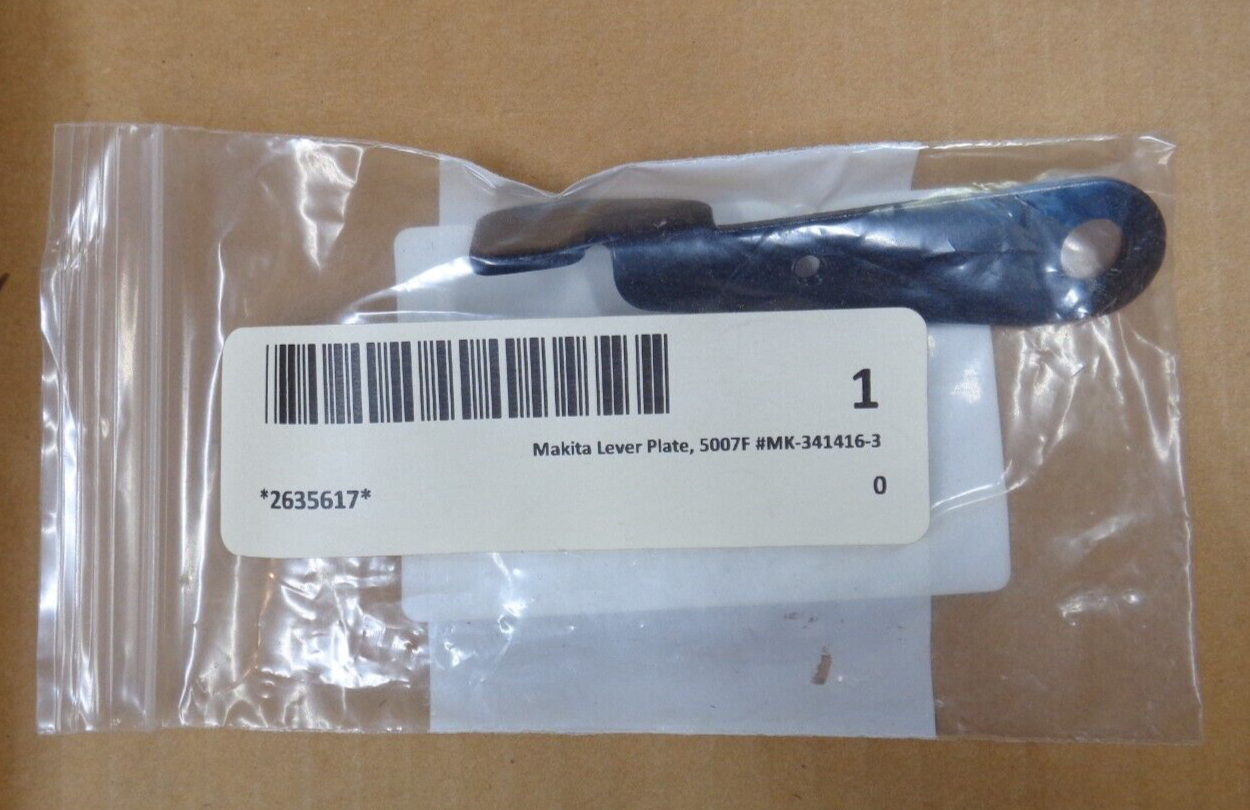 1
Makita Lever Plate, 5007F #MK-341416-3
0
*2635617*